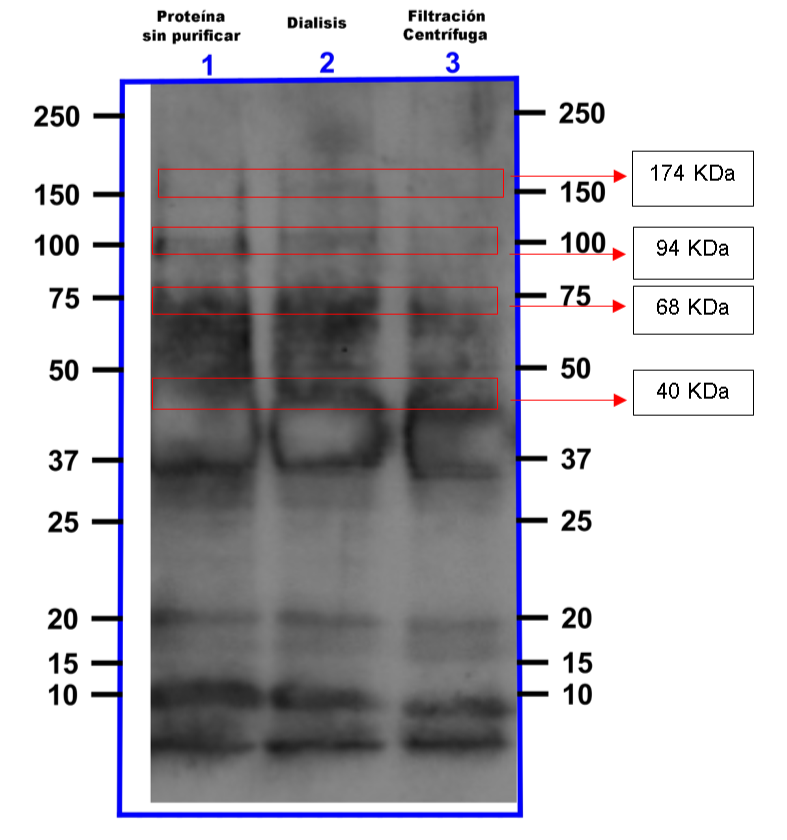 Proteína
sin purificar
Dialisis
Filtración
Centrífuga
1 2 3
250 250
174 KDa
150 150
100 100
94 KDa
75 75
68 KDa
50 50
40 KDa
37 37
25 25
20 20
15 15
10 10